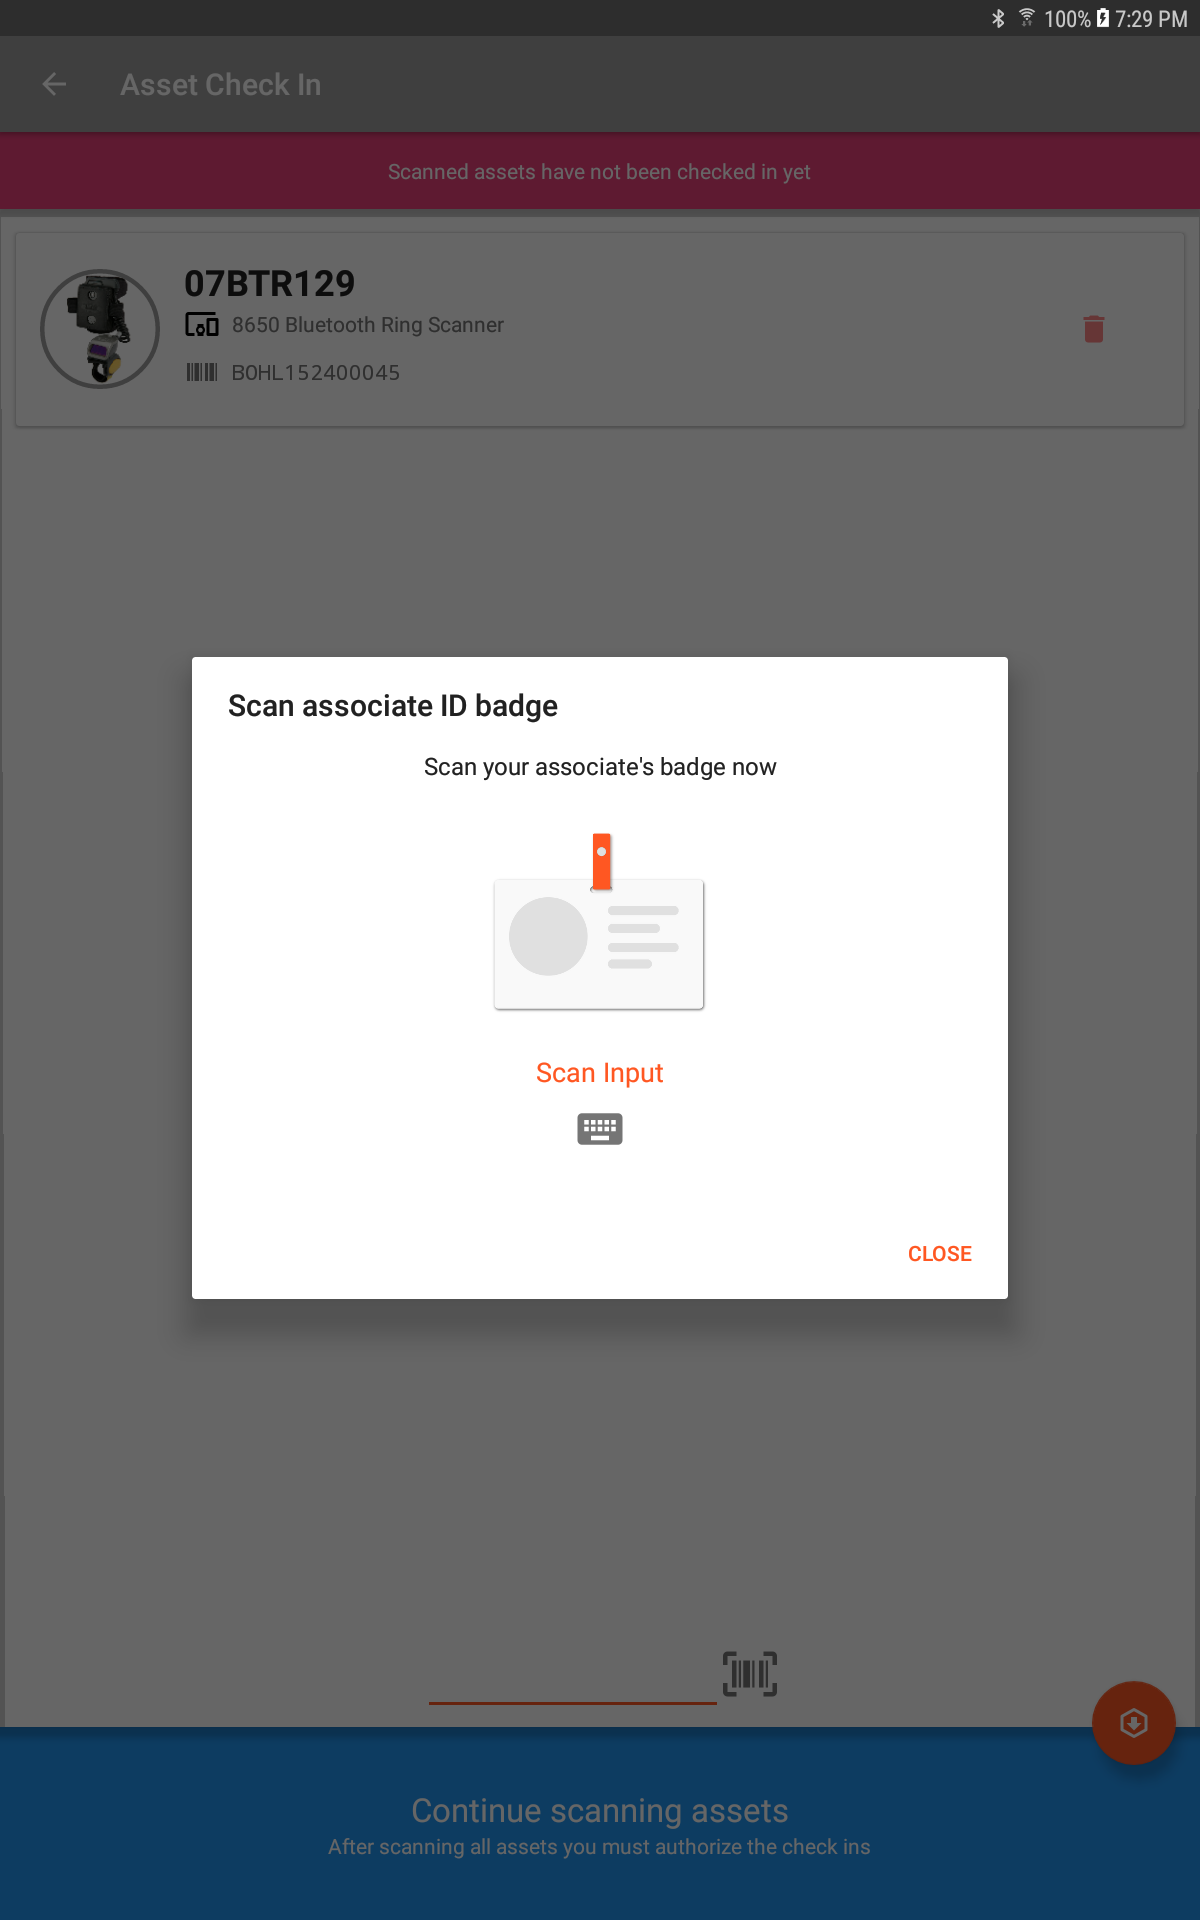 100% 7:29 PM
Asset Check In
Scanned assets have not been checked in yet
07BTR129
8650 Bluetooth Ring Scanner
BOHL152400045
Scan associate ID badge
Scan your associate's badge now
Scan Input
CLOSE
Continue scanning assets
After scanning all assets you must authorize the check ins